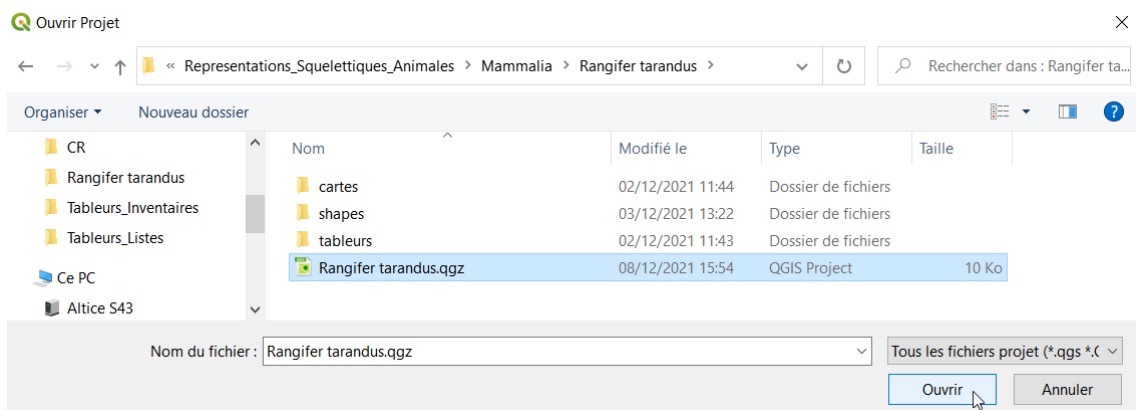 Ouvrir Projet
« Representations_Squelettiques_Animales > Mammalia > Rangifer tarandus >
Rechercher dans : Rangifer ta...
Organiser Nouveau dossier ?
CR
Rangifer tarandus
Tableurs_Inventaires
Tableurs_Listes
Ce PC
Altice S43
Nom Modifié le Type Taille
cartes 02/12/2021 11:44 Dossier de fichiers
shapes 03/12/2021 13:22 Dossier de fichiers
tableurs 02/12/2021 11:43 Dossier de fichiers
Rangifer tarandus.qgz 08/12/2021 15:54 QGIS Project 10 Ko
Nom du fichier : Rangifer tarandus.qgz Tous les fichiers projet (*.qgs *.(
Ouvrir Annuler